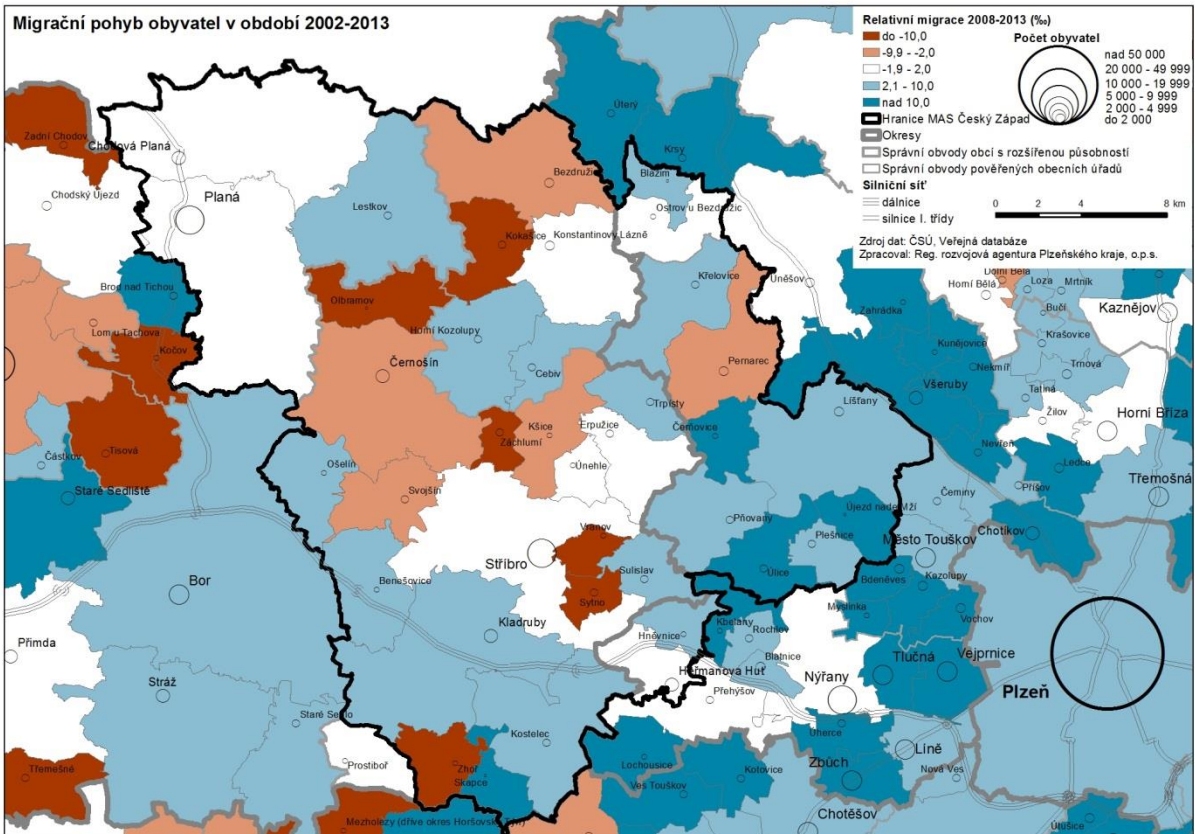 Migrační pohyb obyvatel v období 2002-2013
Relativní migrace 2008-2013 (‰)
do -10,0
-9,9 - -2,0
-1,9 - 2,0
2,1 - 10,0
nad 10,0
Hranice MAS Český Západ
Okresy
Správní obvody obcí s rozšířenou působností
Správní obvody pověřených obecních úřadů
Silniční síť
dálnice
silnice I. třídy
Počet obyvatel
nad 50 000
20 000 - 49 999
10 000 - 19 999
5 000 - 9 999
2 000 - 4 999
do 2 000
0 2 4 8 km
Zdroj dat: ČSÚ, Veřejná databáze
Zpracoval: Reg. rozvojová agentura Plzeňského kraje, o.p.s.
Zadní Chodov
Chodová Planá
Chodský Újezd
Planá
Lestkov
Bezdružic
Úterý
Krsy
Blažim
Ostrov u Bezdružic
Kokašice
Konstantinovy Lázně
Brod nad Tichou
Olbramov
Křelovice
Úněšov
Zahrádka
Horní Bělá
Dolní Bělá
Loza
Mrtník
Bučí
Kaznějov
Lom u Tachova
Kočov
Horní Kozolupy
Černošín
Cebiv
Pernarec
Kunějovice
Nekmíř
Krašovice
Trnová
Tatiná
Všeruby
Trpísty
Líšťany
Žilov
Horní Bříza
Záchlumí
Kšice
Erpužice
Černovice
Nevřeň
Tisová
Částkov
Staré Sedliště
Ošelín
Únehle
Svojšín
Ledce
Příšov
Třemošná
Čeminy
Pňovany
Újezd nade Mží
Vranov
Plešnice
Město Touškov
Chotíkov
Stříbro
Úlice
Bdeněves
Kozolupy
Sulislav
Sytno
Benešovice
Bor
Kladruby
Myslinka
Vochov
Kbelany
Rochlov
Hněvnice
Blatnice
Přimda
Heřmanova Huť
Přehýšov
Nýřany
Tlučná
Vejprnice
Plzeň
Stráž
Staré Sedlo
Úherce
Kostelec
Prostiboř
Zhoř
Skapce
Lochousice
Ves Touškov
Kotovice
Zbůch
Líně
Nová Ves
Třemešné
Chotěšov
Útušice
Mezholezy (dříve okres Horšovský Týn)